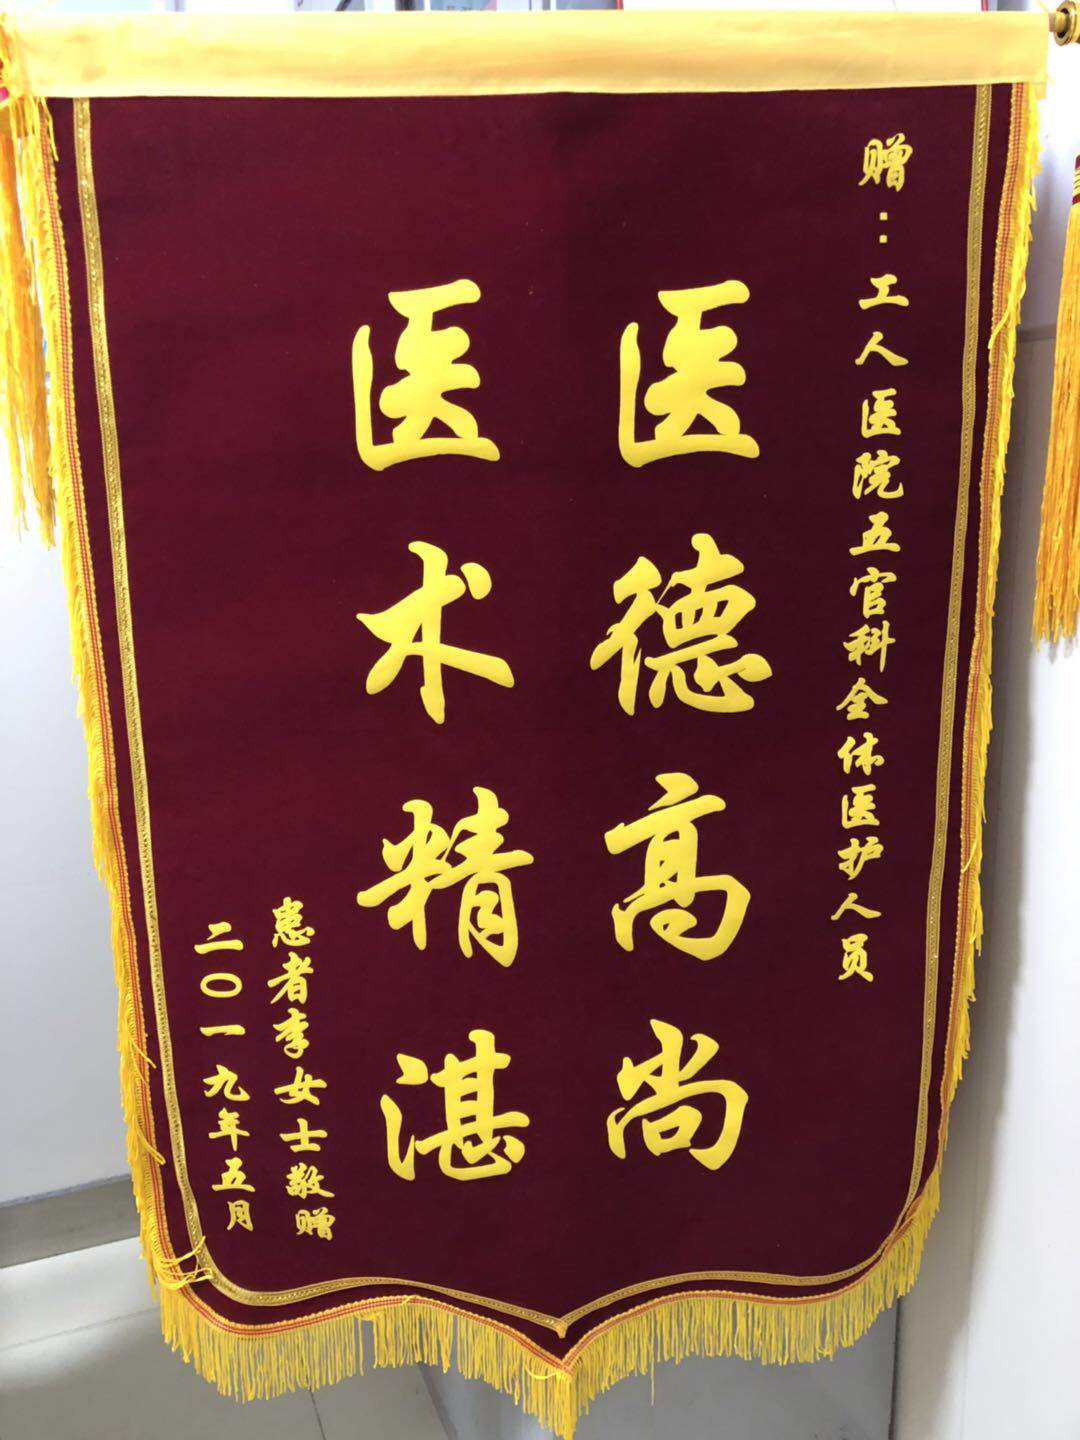 赠：工人医院五官科全体医护人员
医德高尚
医术精湛
患者李女士敬赠
二〇一九年五月